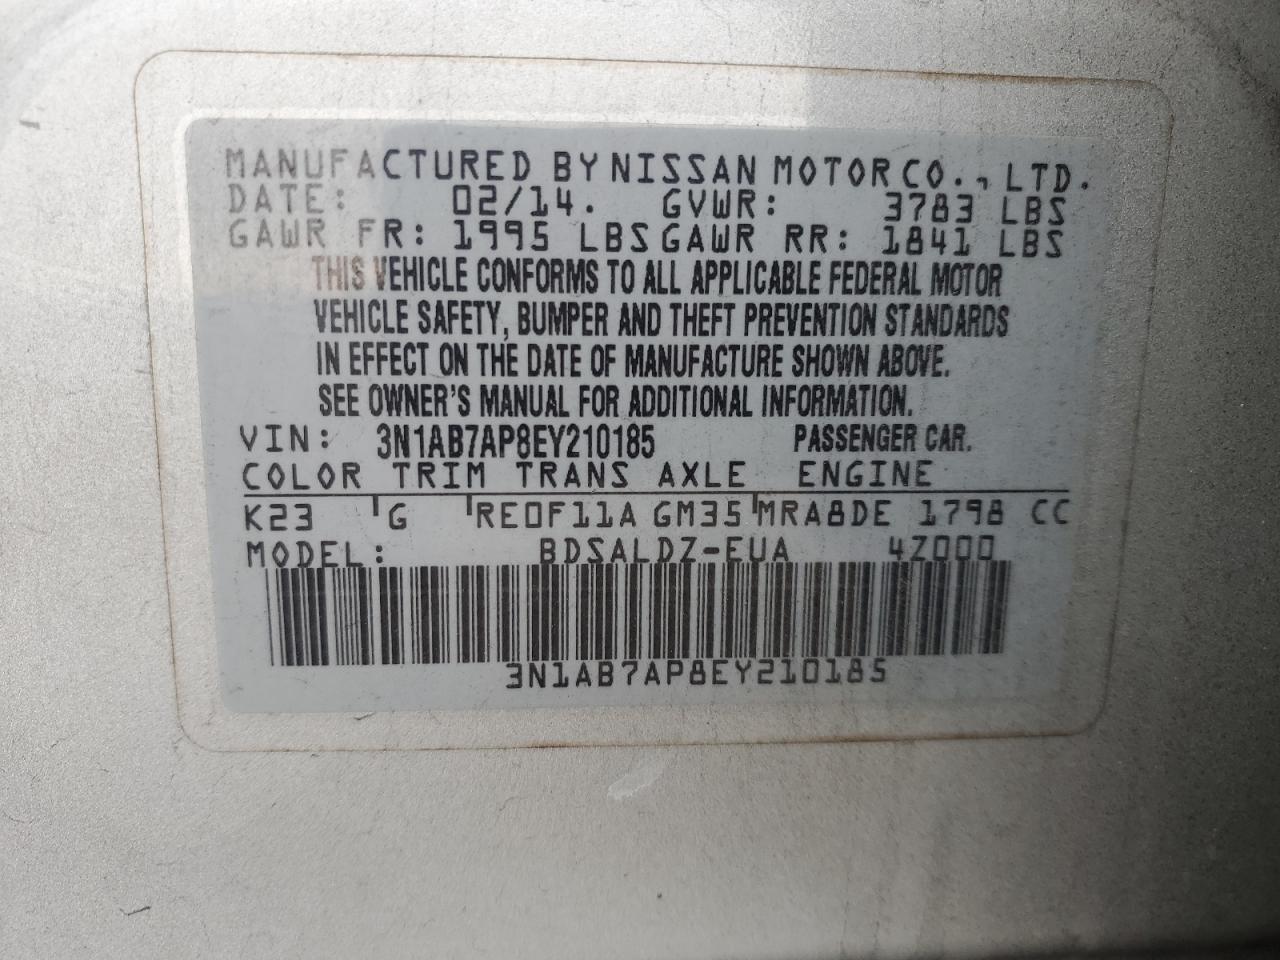 MANUFACTURED BY NISSAN MOTOR CO., LTD.
DATE: 02/14. GVWR: 3783 LBS
GAWR FR: 1995 LBS GAWR RR: 1841 LBS
THIS VEHICLE CONFORMS TO ALL APPLICABLE FEDERAL MOTOR
VEHICLE SAFETY, BUMPER AND THEFT PREVENTION STANDARDS
IN EFFECT ON THE DATE OF MANUFACTURE SHOWN ABOVE.
SEE OWNER'S MANUAL FOR ADDITIONAL INFORMATION.
VIN: 3N1AB7AP8EY210185 PASSENGER CAR.
COLOR TRIM TRANS AXLE ENGINE
K23 G RE0F11A GM35 MRA8DE 1798 CC
MODEL: BDSALDZ-EUA 4Z000
3N1AB7AP8EY210185